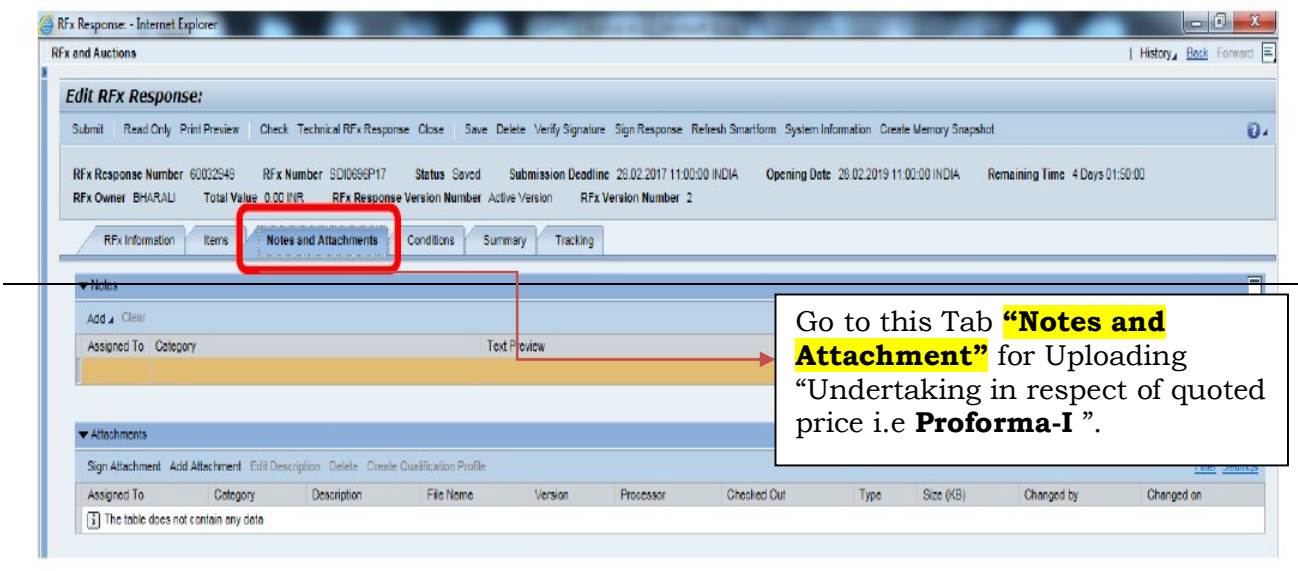 RFx Response: - Internet Explorer
RFx and Auctions
History Back Forward
Edit RFx Response:
Submit Read Only Print Preview Check Technical RFx Response Close Save Delete Verify Signature Sign Response Refresh Smartform System Information Create Memory Snapshot
RFx Response Number 60032949 RFx Number SDI0696P17 Status Saved Submission Deadline 28.02.2017 11:00:00 INDIA Opening Date 28.02.2019 11:00:00 INDIA Remaining Time 4 Days 01:50:00
RFx Owner BHARALI Total Value 0.00 INR RFx Response Version Number Active Version RFx Version Number 2
RFx Information Items Notes and Attachments Conditions Summary Tracking
Notes
Add Clear
Assigned To Category Text Preview
Go to this Tab “Notes and
Attachment” for Uploading
“Undertaking in respect of quoted
price i.e Proforma-I ”.
Attachments
Sign Attachment Add Attachment Edit Description Delete Create Qualification Profile
Filter Settings
Assigned To Category Description File Name Version Processor Checked Out Type Size (KB) Changed by Changed on
The table does not contain any data